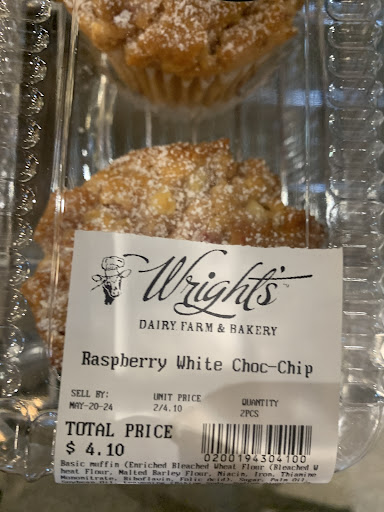 Wright's™
DAIRY FARM & BAKERY
Raspberry White Choc-Chip
SELL BY: UNIT PRICE QUANTITY
MAY-20-24 2/4.10 2PCS
TOTAL PRICE
$ 4.10
0200194304100
Basic muffin (Enriched Bleached Wheat Flour (Bleached W
heat Flour, Malted Barley Flour, Niacin, Iron, Thiamine
Mononitrate, Riboflavin, Folic Acid), Sugar, Palm Oil,